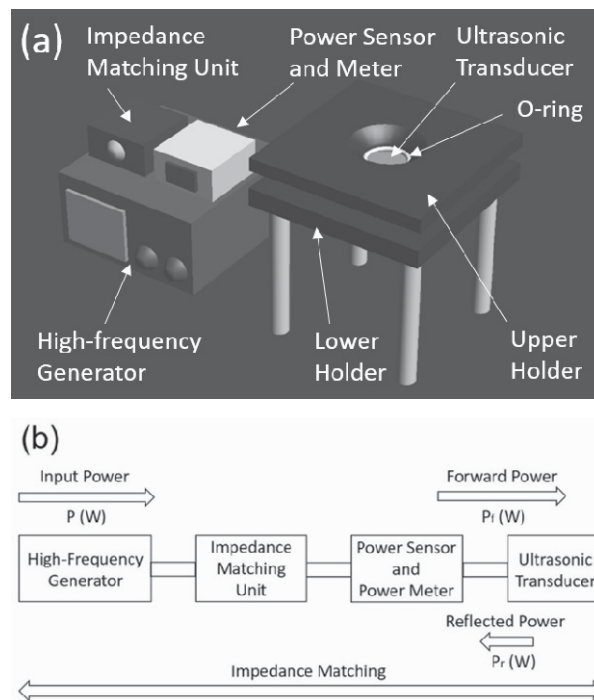 (a)
Impedance
Matching Unit
Power Sensor
and Meter
Ultrasonic
Transducer
O-ring
High-frequency
Generator
Lower
Holder
Upper
Holder
(b)
Input Power
P (W)
Forward Power
Pf (W)
High-Frequency
Generator
Impedance
Matching
Unit
Power Sensor
and
Power Meter
Ultrasonic
Transducer
Reflected Power
Pr (W)
Impedance Matching